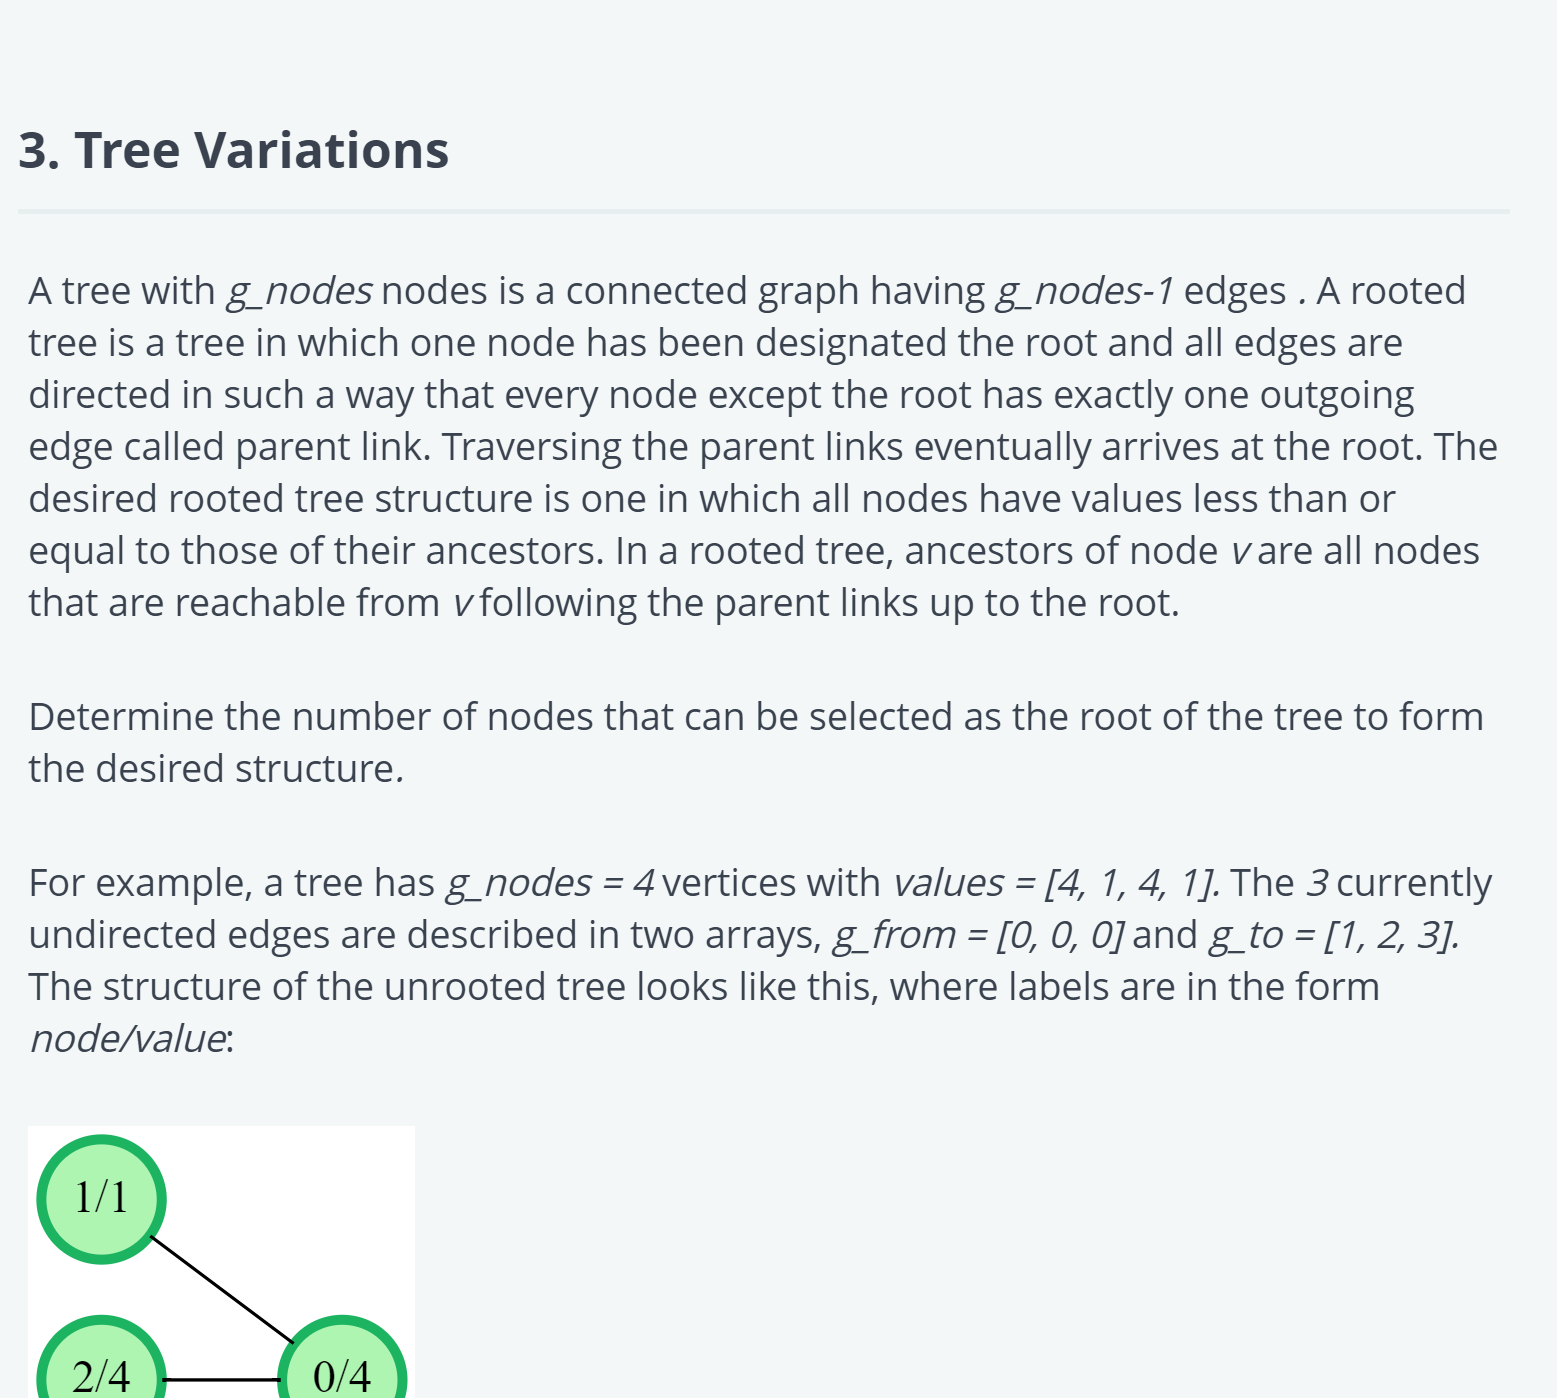 3. Tree Variations
A tree with g_nodes nodes is a connected graph having g_nodes-1 edges . A rooted
tree is a tree in which one node has been designated the root and all edges are
directed in such a way that every node except the root has exactly one outgoing
edge called parent link. Traversing the parent links eventually arrives at the root. The
desired rooted tree structure is one in which all nodes have values less than or
equal to those of their ancestors. In a rooted tree, ancestors of node v are all nodes
that are reachable from v following the parent links up to the root.
Determine the number of nodes that can be selected as the root of the tree to form
the desired structure.
For example, a tree has g_nodes = 4 vertices with values = [4, 1, 4, 1]. The 3 currently
undirected edges are described in two arrays, g_from = [0, 0, 0] and g_to = [1, 2, 3].
The structure of the unrooted tree looks like this, where labels are in the form
node/value:
1/1
2/4 0/4